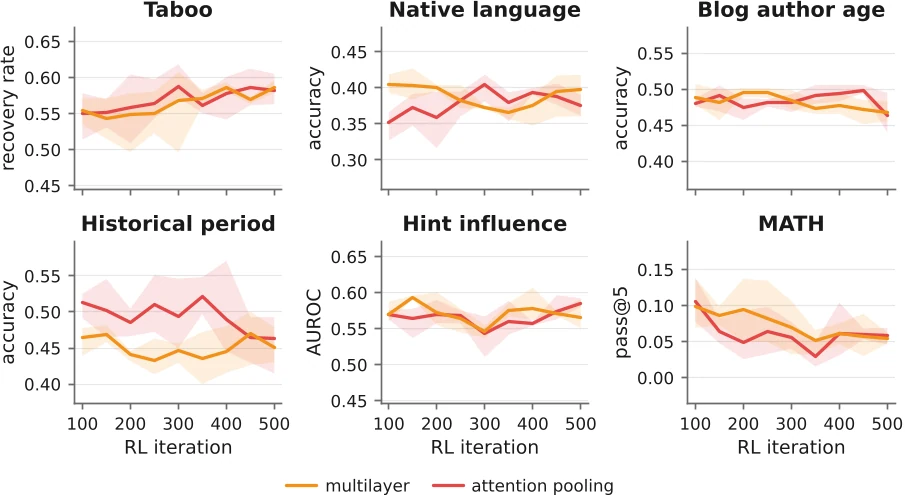 Taboo
Native language
Blog author age
recovery rate
0.65
0.60
0.55
0.50
0.45
accuracy
0.45
0.40
0.35
0.30
accuracy
0.55
0.50
0.45
0.40
Historical period
Hint influence
MATH
accuracy
0.55
0.50
0.45
0.40
100 200 300 400 500
RL iteration
AUROC
0.65
0.60
0.55
0.50
0.45
100 200 300 400 500
RL iteration
pass@5
0.15
0.10
0.05
0.00
100 200 300 400 500
RL iteration
multilayer
attention pooling